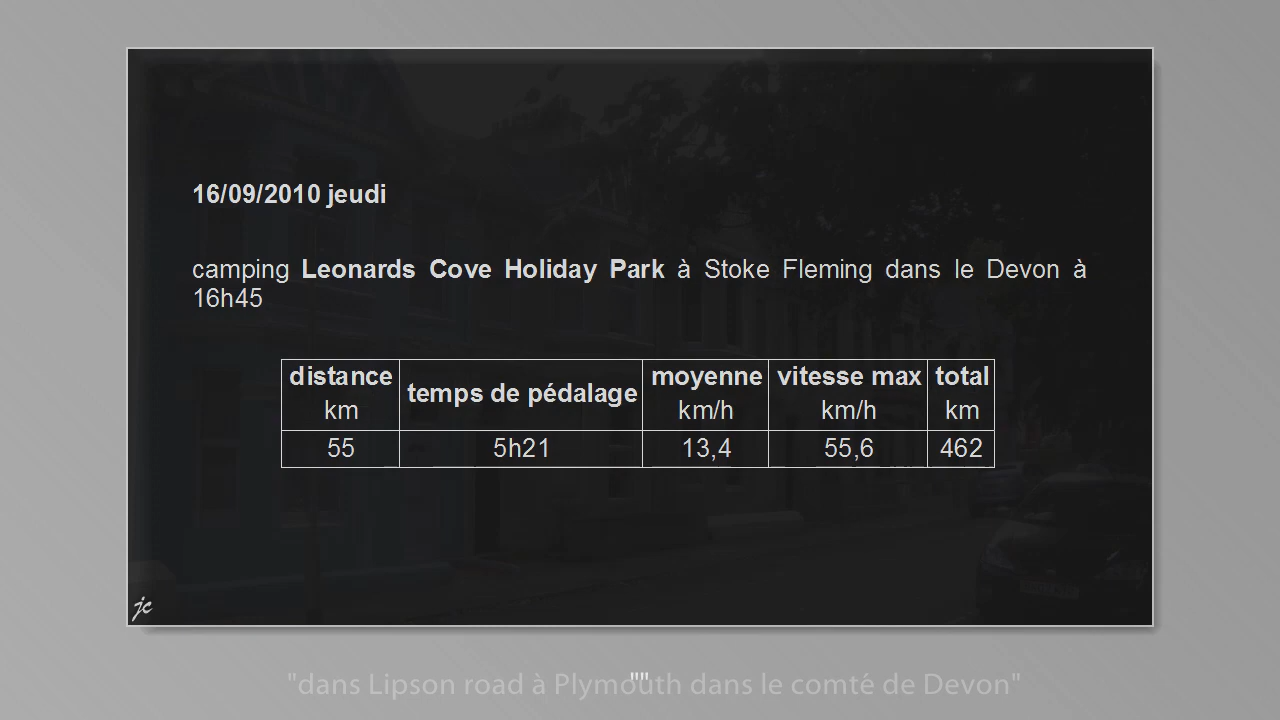 16/09/2010 jeudi
camping Leonards Cove Holiday Park à Stoke Fleming dans le Devon à
16h45
distance temps de pédalage moyenne vitesse max total
km km/h km/h km
55 5h21 13,4 55,6 462
jc
"dans Lipson road à Plymouth dans le comté de Devon"
""